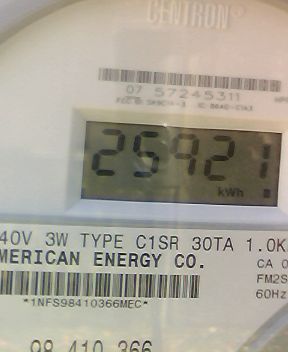 CENTRON®
07 57245311
25921
kWh
40V 3W TYPE C1SR 30TA 1.0K
MERICAN ENERGY CO.
CA 0
FM2S
60Hz
*1NFS98410366MEC*
98 410 366